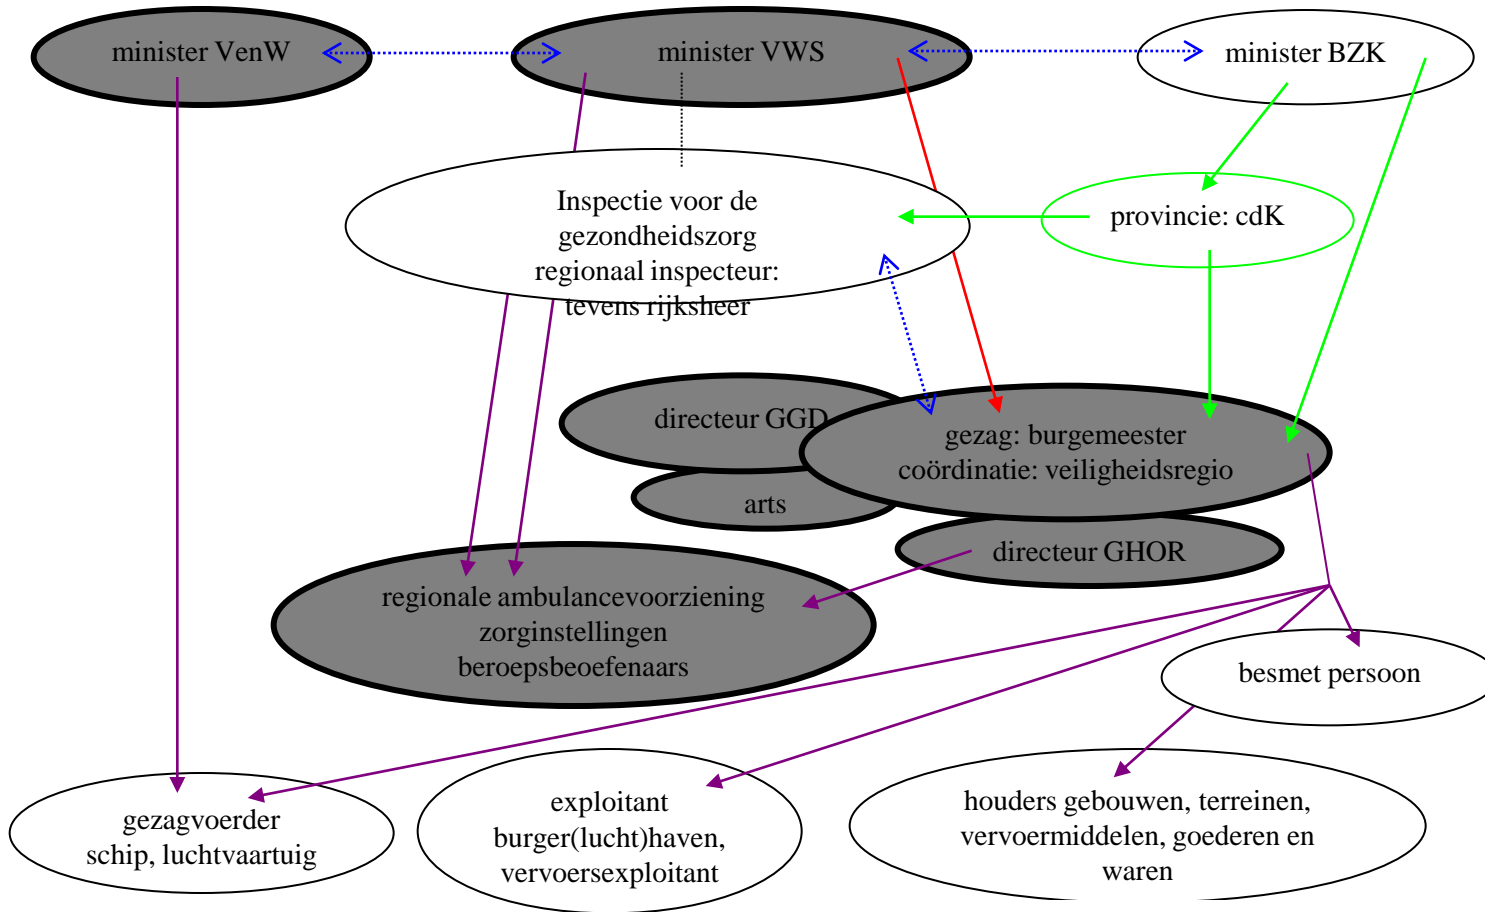 minister VenW
minister VWS
minister BZK
Inspectie voor de
gezondheidszorg
regionaal inspecteur:
tevens rijksheer
provincie: cdK
directeur GGD
gezag: burgemeester
coördinatie: veiligheidsregio
arts
directeur GHOR
regionale ambulancevoorziening
zorginstellingen
beroepsbeoefenaars
besmet persoon
gezagvoerder
schip, luchtvaartuig
exploitant
burger(lucht)haven,
vervoersexploitant
houders gebouwen, terreinen,
vervoermiddelen, goederen en
waren